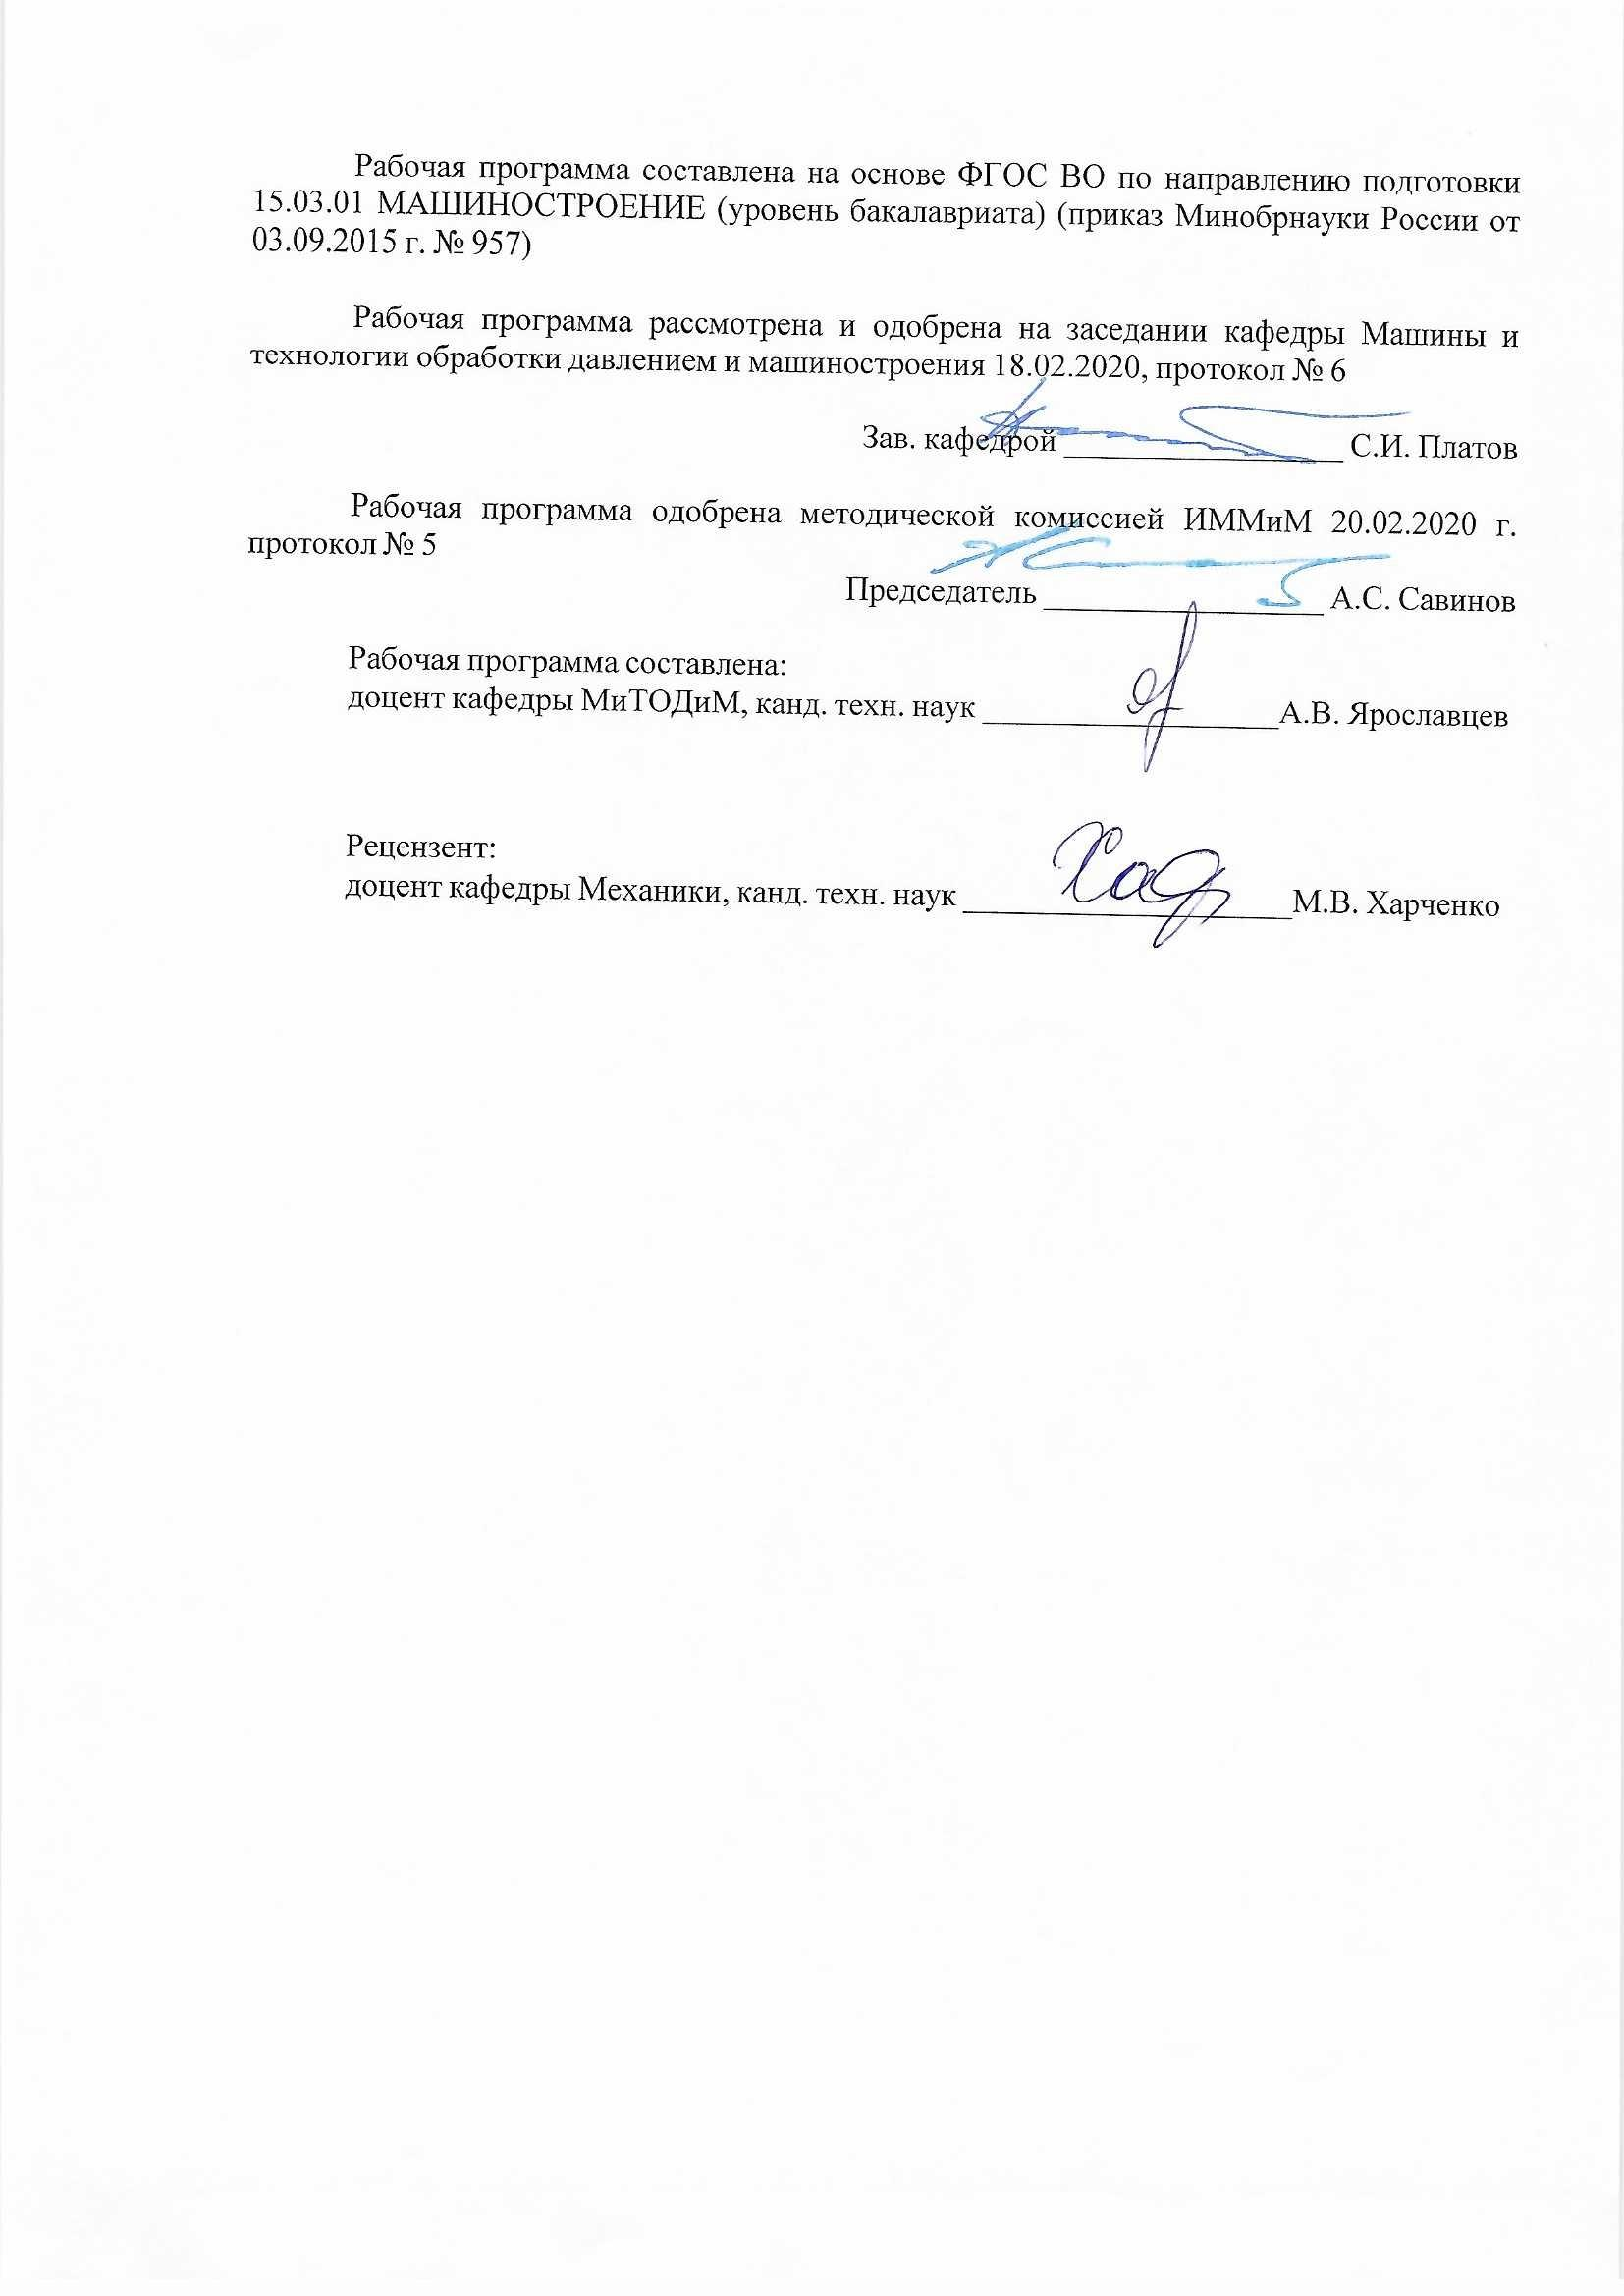 Рабочая программа составлена на основе ФГОС ВО по направлению подготовки
15.03.01 МАШИНОСТРОЕНИЕ (уровень бакалавриата) (приказ Минобрнауки России от
03.09.2015 г. № 957)
Рабочая программа рассмотрена и одобрена на заседании кафедры Машины и
технологии обработки давлением и машиностроения 18.02.2020, протокол № 6
Зав. кафедрой _________________ С.И. Платов
Рабочая программа одобрена методической комиссией ИММиМ 20.02.2020 г.
протокол № 5
Председатель _________________ А.С. Савинов
Рабочая программа составлена:
доцент кафедры МиТОДиМ, канд. техн. наук __________________А.В. Ярославцев
Рецензент:
доцент кафедры Механики, канд. техн. наук ____________________М.В. Харченко